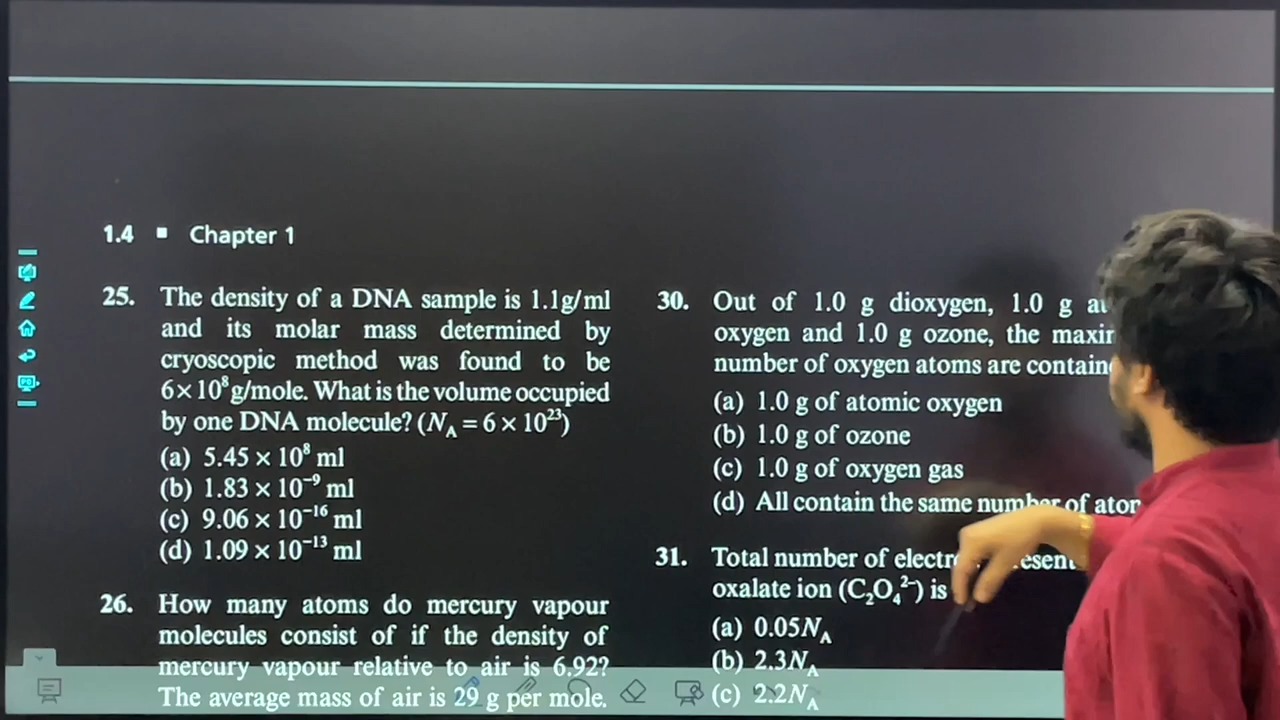 1.4 ▪ Chapter 1
25. The density of a DNA sample is 1.1g/ml
and its molar mass determined by
cryoscopic method was found to be
6×10⁸g/mole. What is the volume occupied
by one DNA molecule? (N_A = 6 × 10²³)
(a) 5.45 × 10⁸ ml
(b) 1.83 × 10⁻⁹ ml
(c) 9.06 × 10⁻¹⁶ ml
(d) 1.09 × 10⁻¹³ ml
26. How many atoms do mercury vapour
molecules consist of if the density of
mercury vapour relative to air is 6.92?
The average mass of air is 29 g per mole.
30. Out of 1.0 g dioxygen, 1.0 g
oxygen and 1.0 g ozone, the
number of oxygen atoms are
(a) 1.0 g of atomic oxygen
(b) 1.0 g of ozone
(c) 1.0 g of oxygen gas
(d) All contain the same number of
31. Total number of
oxalate ion (C₂O₄²⁻) is
(a) 0.05N_A
(b) 2.3N_A
(c) 2.2N_A